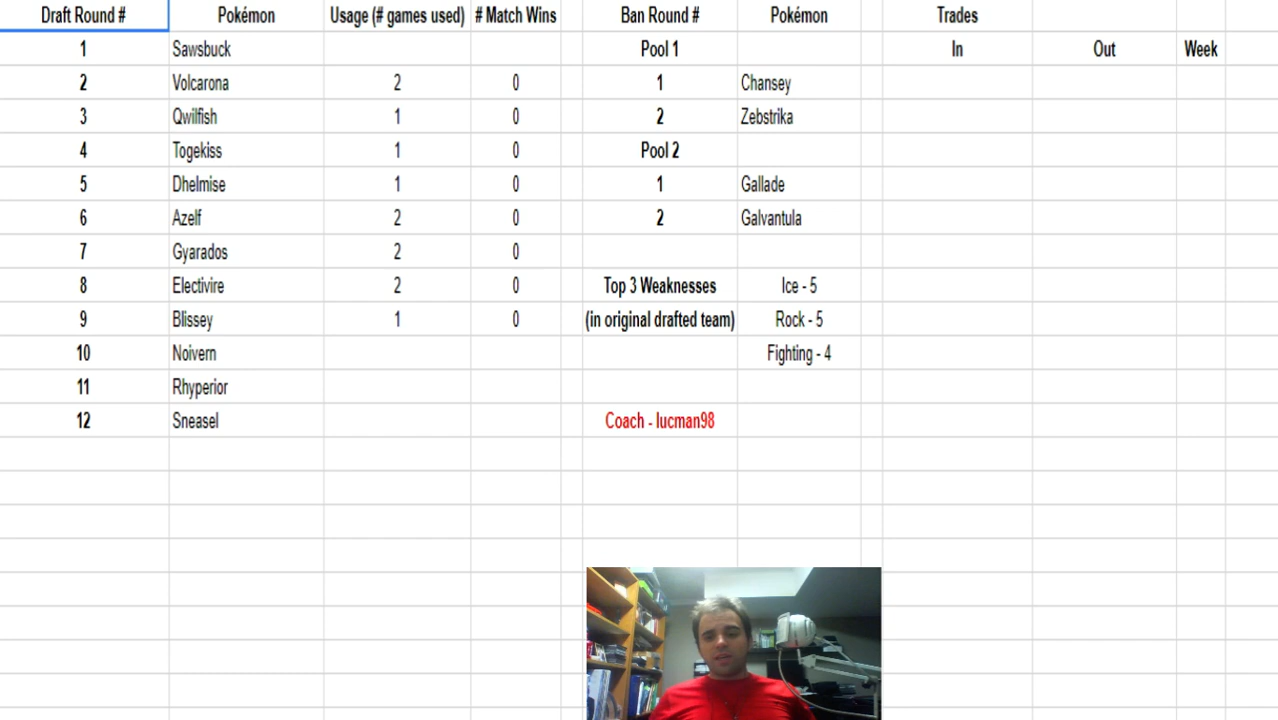 Draft Round # Pokémon Usage (# games used) # Match Wins Ban Round # Pokémon Trades
1 Sawsbuck Pool 1 In Out Week
2 Volcarona 2 0 1 Chansey
3 Qwilfish 1 0 2 Zebstrika
4 Togekiss 1 0 Pool 2
5 Dhelmise 1 0 1 Gallade
6 Azelf 2 0 2 Galvantula
7 Gyarados 2 0
8 Electivire 2 0 Top 3 Weaknesses Ice - 5
9 Blissey 1 0 (in original drafted team) Rock - 5
10 Noivern Fighting - 4
11 Rhyperior
12 Sneasel Coach - lucman98